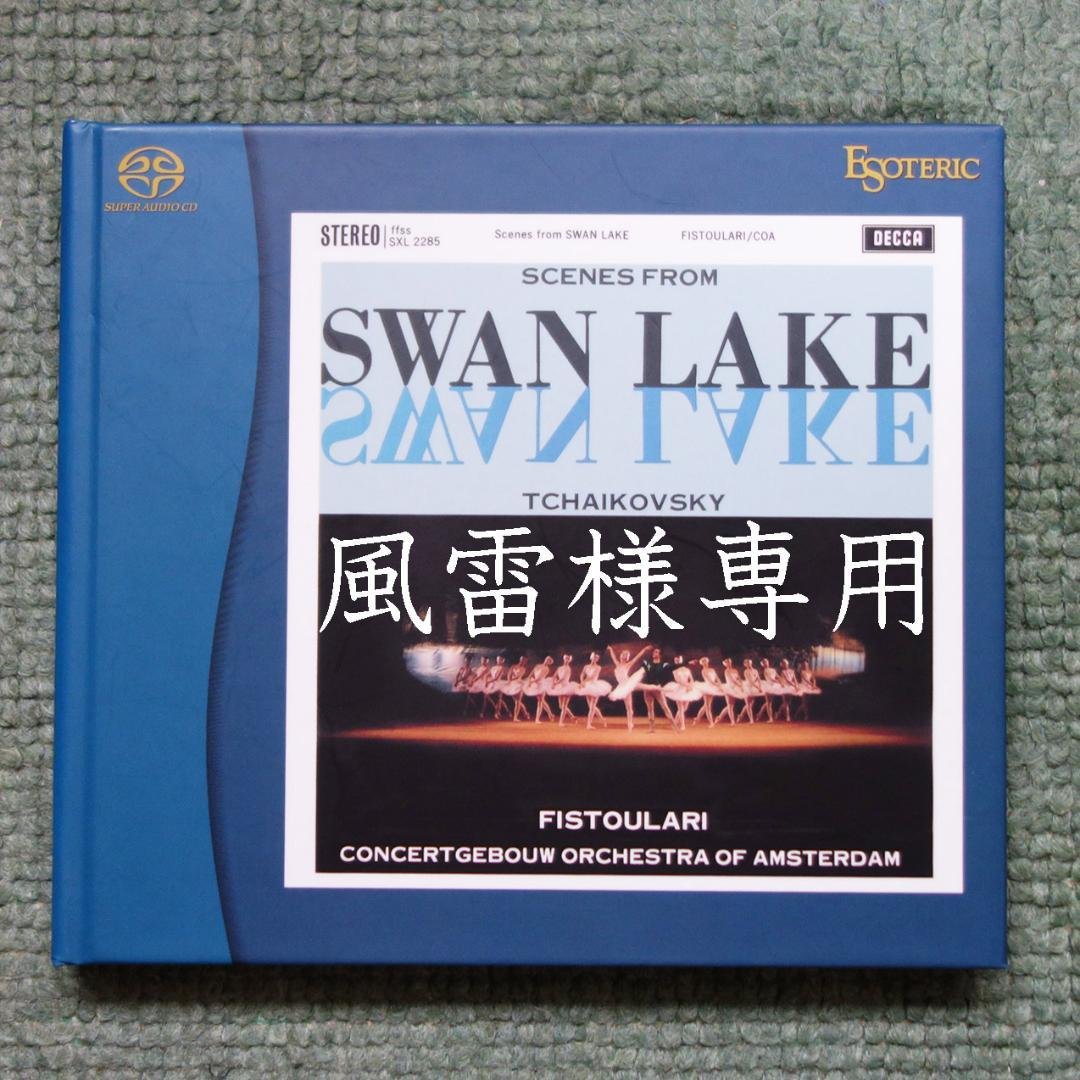 SUPER AUDIO CD
ESOTERIC
STEREO ffss SXL 2285
Scenes from SWAN LAKE
FISTOULARI/COA
DECCA
SCENES FROM
SWAN LAKE
SWAN LAKE
TCHAIKOVSKY
風雷様専用
FISTOULARI
CONCERTGEBOUW ORCHESTRA OF AMSTERDAM